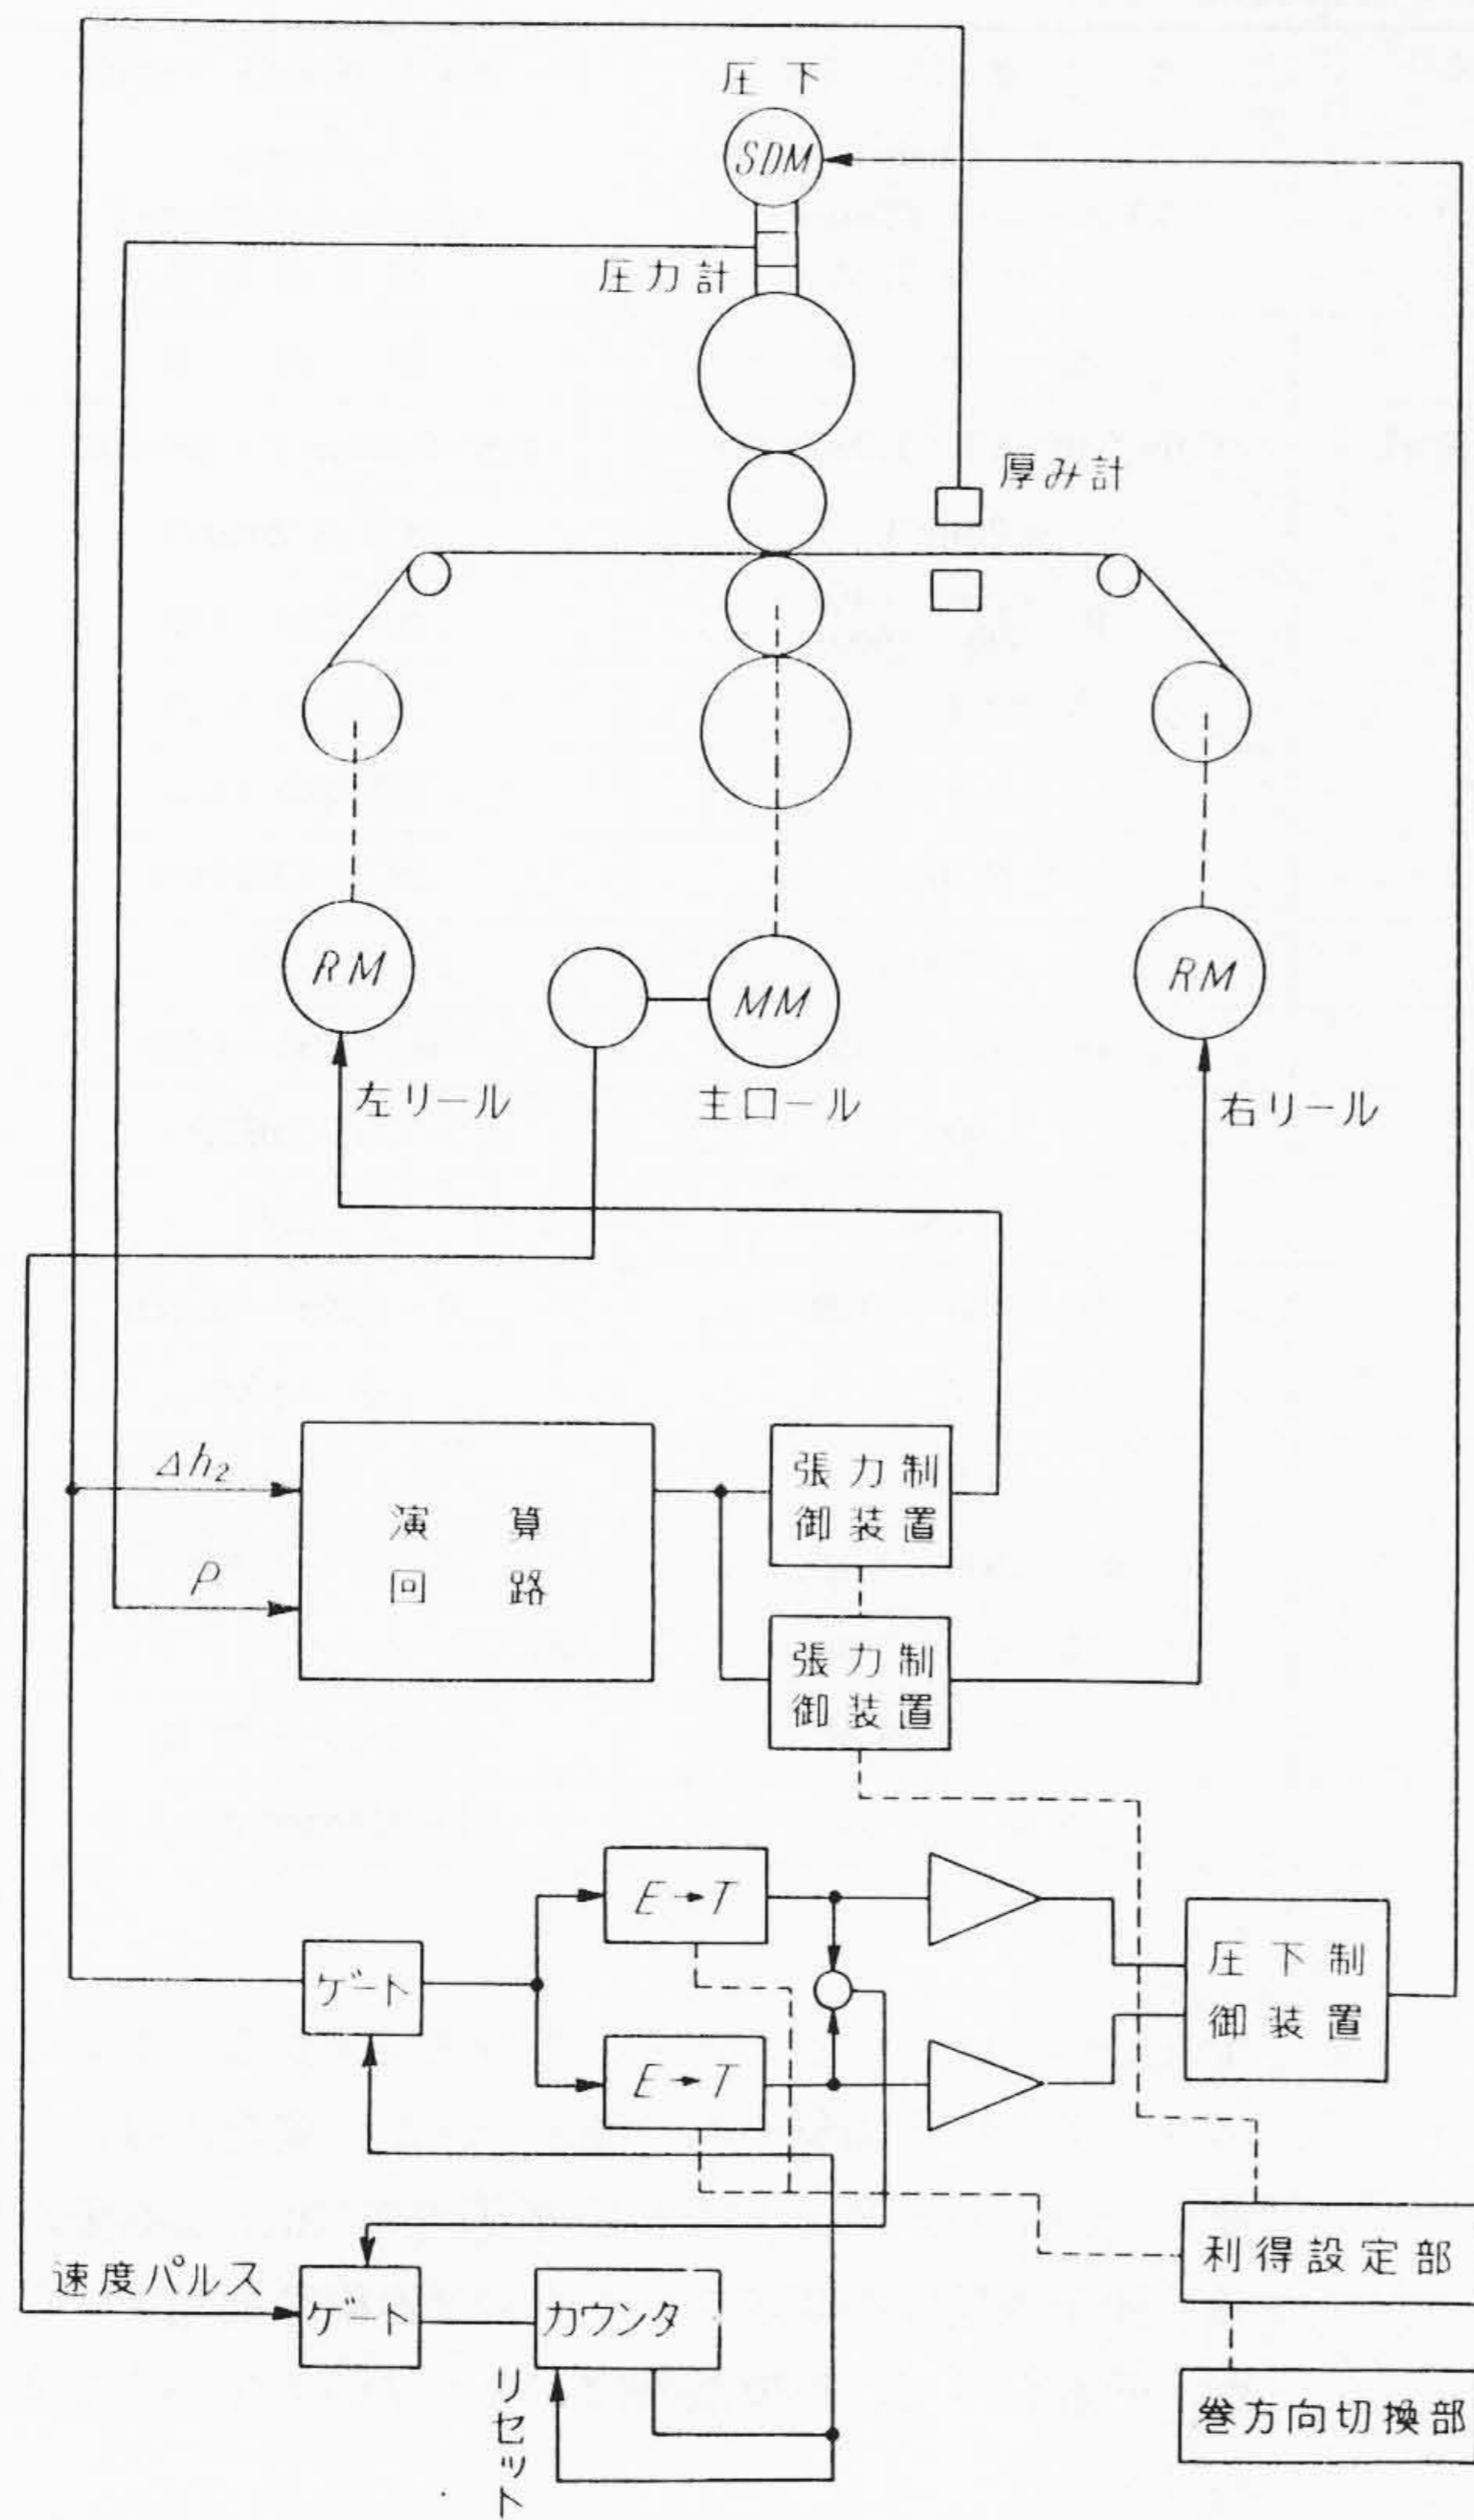 圧下
SDM
圧力計
厚み計
RM
MM
RM
左リール
主ロール
右リール
Δh₂
P
演算
回路
張力制
御装置
張力制
御装置
E→T
ゲート
圧下制
御装置
E→T
速度パルス
ゲート
カウンタ
リセット
利得設定部
巻方向切換部